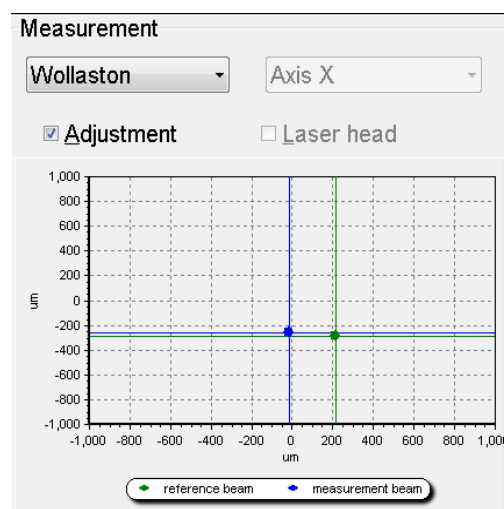 Measurement
Wollaston Axis X
Adjustment Laser head
1,000
800
600
400
200
0
-200
-400
-600
-800
-1,000
um
-1,000 -800 -600 -400 -200 0 200 400 600 800 1,00
um
reference beam measurement beam